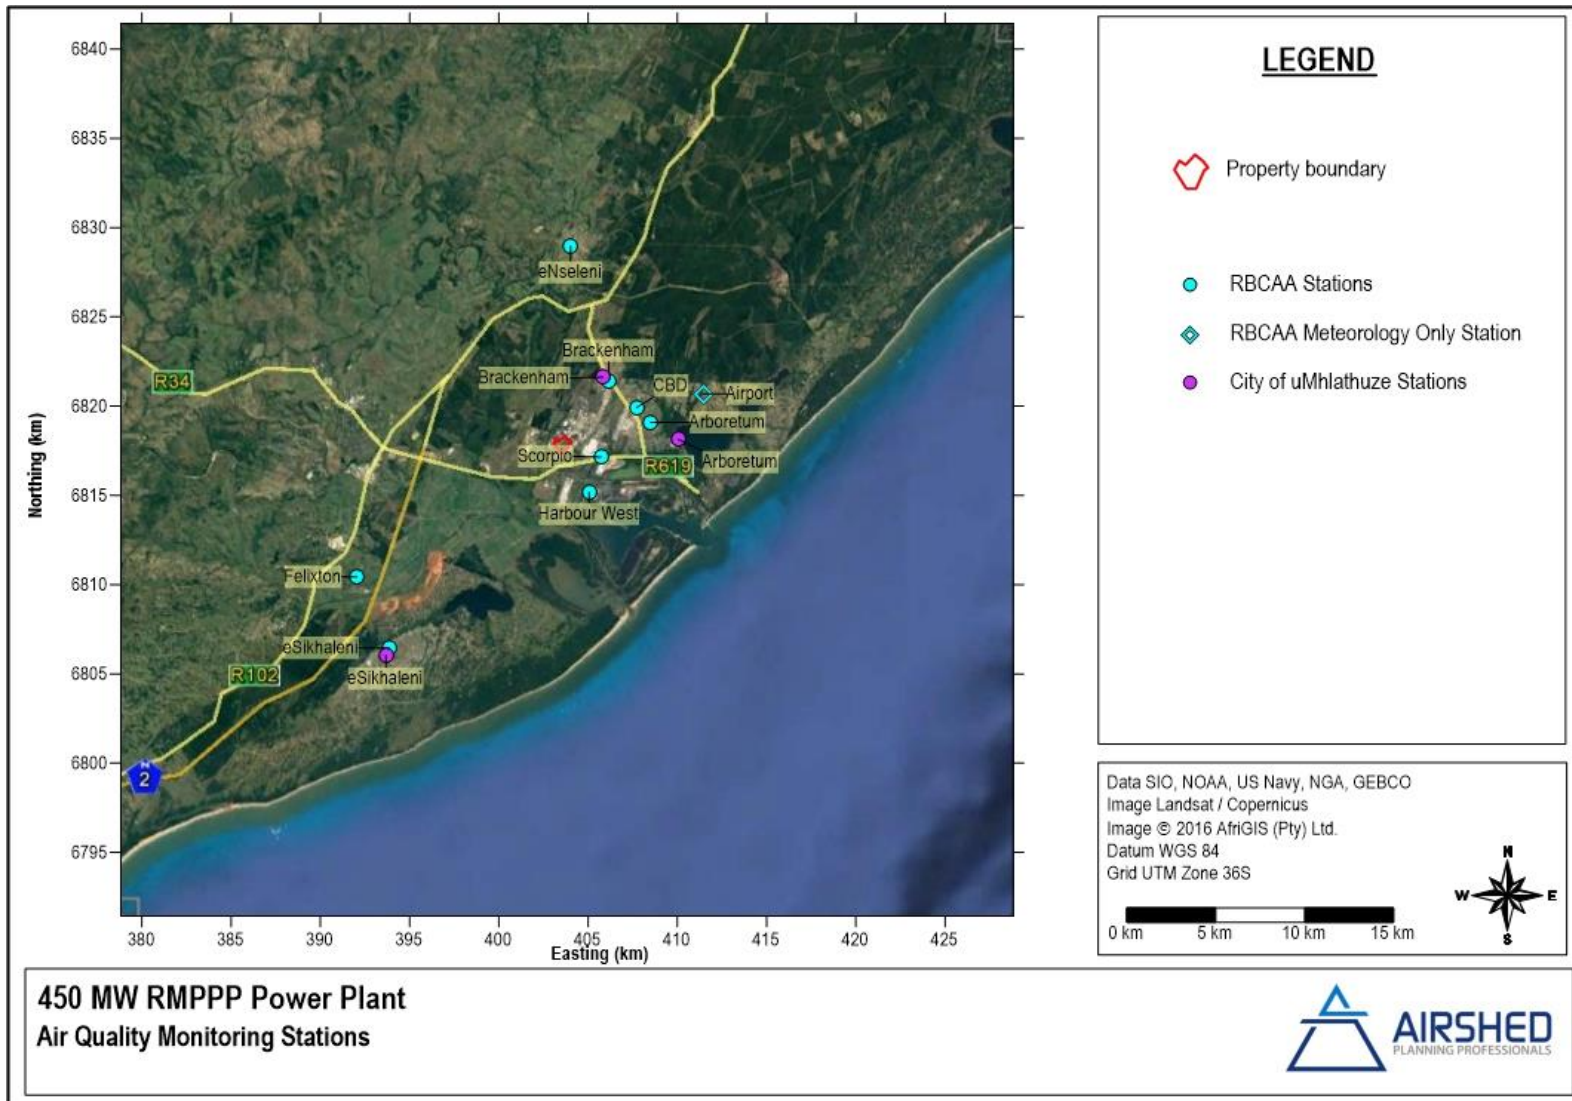 LEGEND
Property boundary
RBCAA Stations
RBCAA Meteorology Only Station
City of uMhlathuze Stations
6840
6835
6830
6825
6820
6815
6810
6805
6800
6795
Northing (km)
380
385
390
395
400
405
410
415
420
425
Easting (km)
eNseleni
Brackenham
Brackenham
CBD
Airport
Arboretum
Arboretum
Scorpio
R619
Harbour West
R34
Felixton
eSikhaleni
eSikhaleni
R102
N
2
Data SIO, NOAA, US Navy, NGA, GEBCO
Image Landsat / Copernicus
Image © 2016 AfriGIS (Pty) Ltd.
Datum WGS 84
Grid UTM Zone 36S
N
W E
S
0 km 5 km 10 km 15 km
450 MW RMPPP Power Plant
Air Quality Monitoring Stations
AIRSHED
PLANNING PROFESSIONALS